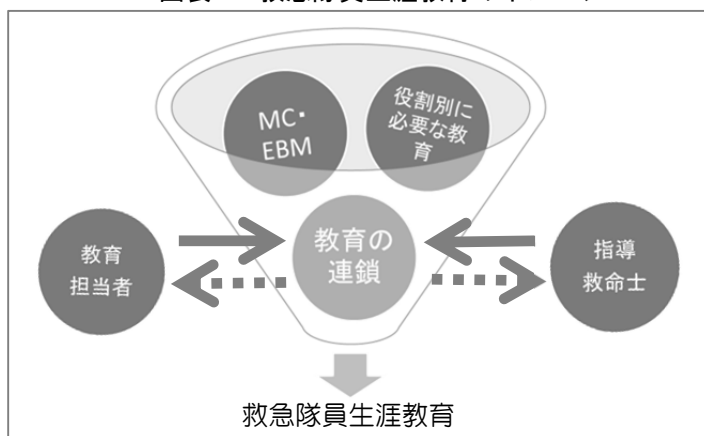 MC・
EBM
役割別に
必要な教
育
教育の
連鎖
教育
担当者
指導
救命士
救急隊員生涯教育